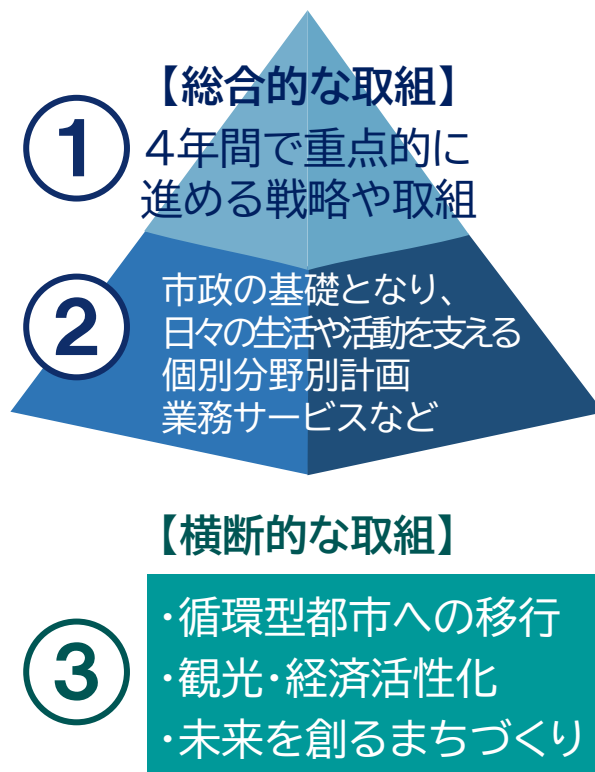 【総合的な取組】
① 4年間で重点的に
進める戦略や取組
② 市政の基礎となり、
日々の生活や活動を支える
個別分野別計画
業務サービスなど
【横断的な取組】
③ ・循環型都市への移行
・観光・経済活性化
・未来を創るまちづくり